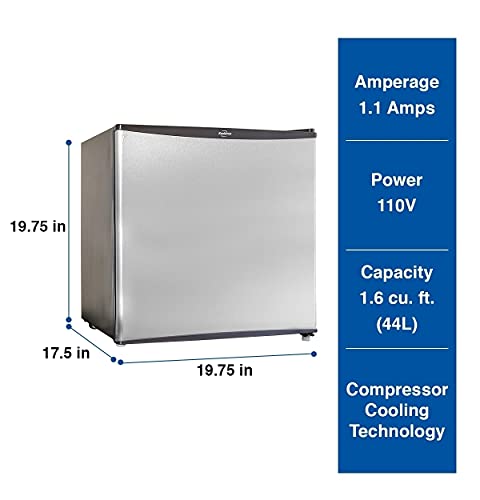 19.75 in
17.5 in
19.75 in
Amperage
1.1 Amps
Power
110V
Capacity
1.6 cu. ft.
(44L)
Compressor
Cooling
Technology